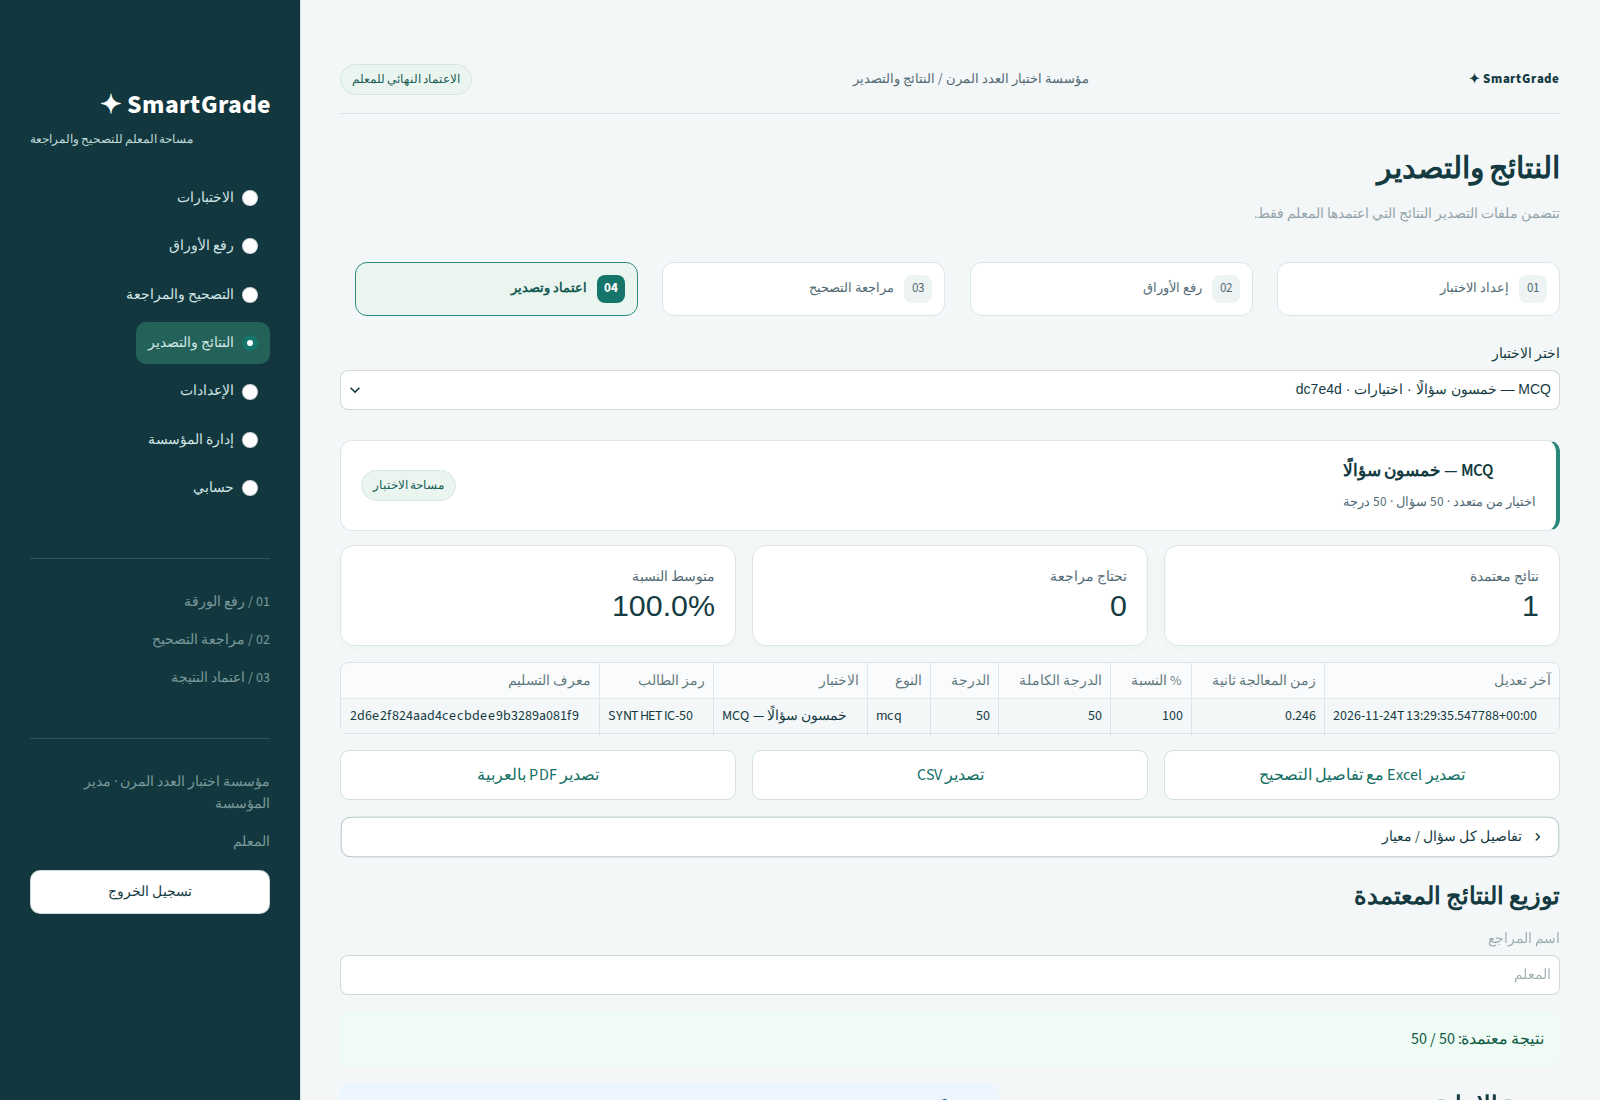 ✦ SmartGrade
مؤسسة اختبار العدد المرن / النتائج والتصدير
الاعتماد النهائي للمعلم
النتائج والتصدير
تتضمن ملفات التصدير النتائج التي اعتمدها المعلم فقط.
01 إعداد الاختبار
02 رفع الأوراق
03 مراجعة التصحيح
04 اعتماد وتصدير
اختر الاختبار
MCQ — خمسون سؤالًا · اختيارات · dc7e4d
MCQ — خمسون سؤالًا
اختيار من متعدد · 50 سؤال · 50 درجة
مساحة الاختبار
نتائج معتمدة
1
تحتاج مراجعة
0
متوسط النسبة
100.0%
آخر تعديل	زمن المعالجة ثانية	النسبة %	الدرجة الكاملة	الدرجة	النوع	الاختبار	رمز الطالب	معرف التسليم
2026-11-24T13:29:35.547788+00:00	0.246	100	50	50	mcq	MCQ — خمسون سؤالًا	SYNTHETIC-50	2d6e2f824aad4cecbdee9b3289a081f9
تصدير Excel مع تفاصيل التصحيح
تصدير CSV
تصدير PDF بالعربية
تفاصيل كل سؤال / معيار
توزيع النتائج المعتمدة
اسم المراجع
المعلم
نتيجة معتمدة: 50 / 50
✦ SmartGrade
مساحة المعلم للتصحيح والمراجعة
الاختبارات
رفع الأوراق
التصحيح والمراجعة
النتائج والتصدير
الإعدادات
إدارة المؤسسة
حسابي
01 / رفع الورقة
02 / مراجعة التصحيح
03 / اعتماد النتيجة
مؤسسة اختبار العدد المرن · مدير
المؤسسة
المعلم
تسجيل الخروج